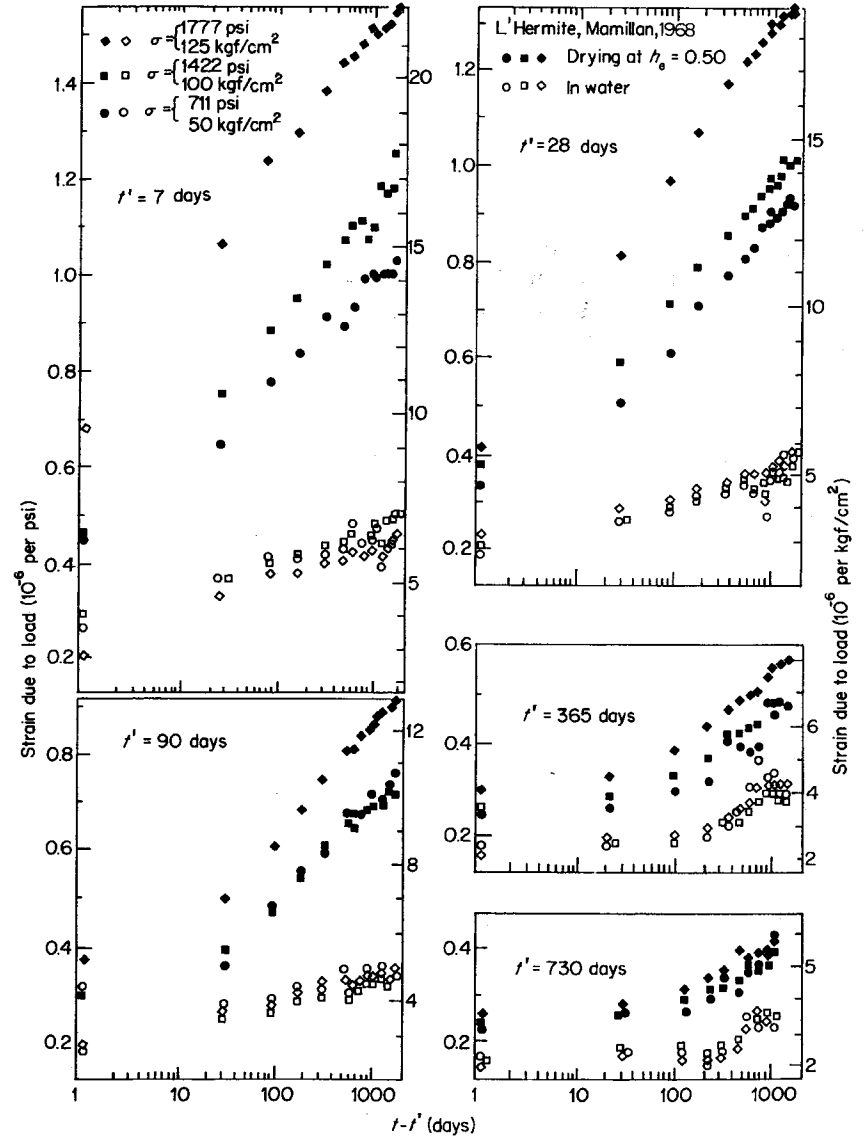 1777 psi
σ = { 125 kgf/cm²
1422 psi
σ = { 100 kgf/cm²
711 psi
σ = { 50 kgf/cm²
t' = 7 days
1.4
1.2
1.0
0.8
0.6
0.4
0.2
20
15
10
5
L'Hermite, Mamillan, 1968
Drying at hₑ = 0.50
In water
t' = 28 days
1.2
1.0
0.8
0.6
0.4
0.2
15
10
5
t' = 90 days
0.8
0.6
0.4
0.2
12
8
4
t' = 365 days
0.6
0.4
0.2
8
6
4
2
t' = 730 days
0.4
0.2
5
2
Strain due to load (10⁻⁶ per psi)
Strain due to load (10⁻⁶ per kgf/cm²)
1 10 100 1000
1 10 100 1000
t-t' (days)